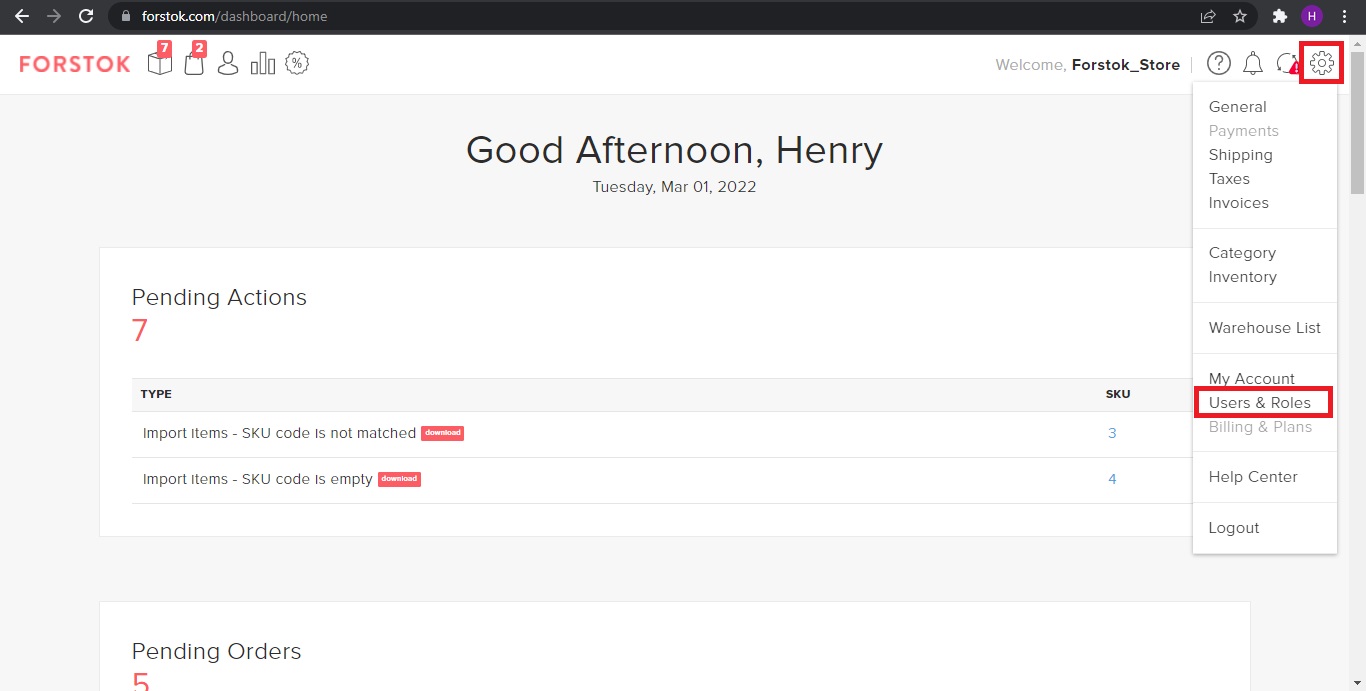 forstok.com/dashboard/home
H
FORSTOK
7
2
Welcome, Forstok_Store
General
Payments
Shipping
Taxes
Invoices
Category
Inventory
Warehouse List
My Account
Users & Roles
Billing & Plans
Help Center
Logout
Good Afternoon, Henry
Tuesday, Mar 01, 2022
Pending Actions
7
TYPE SKU
Import Items - SKU code is not matched download 3
Import Items - SKU code is empty download 4
Pending Orders
5